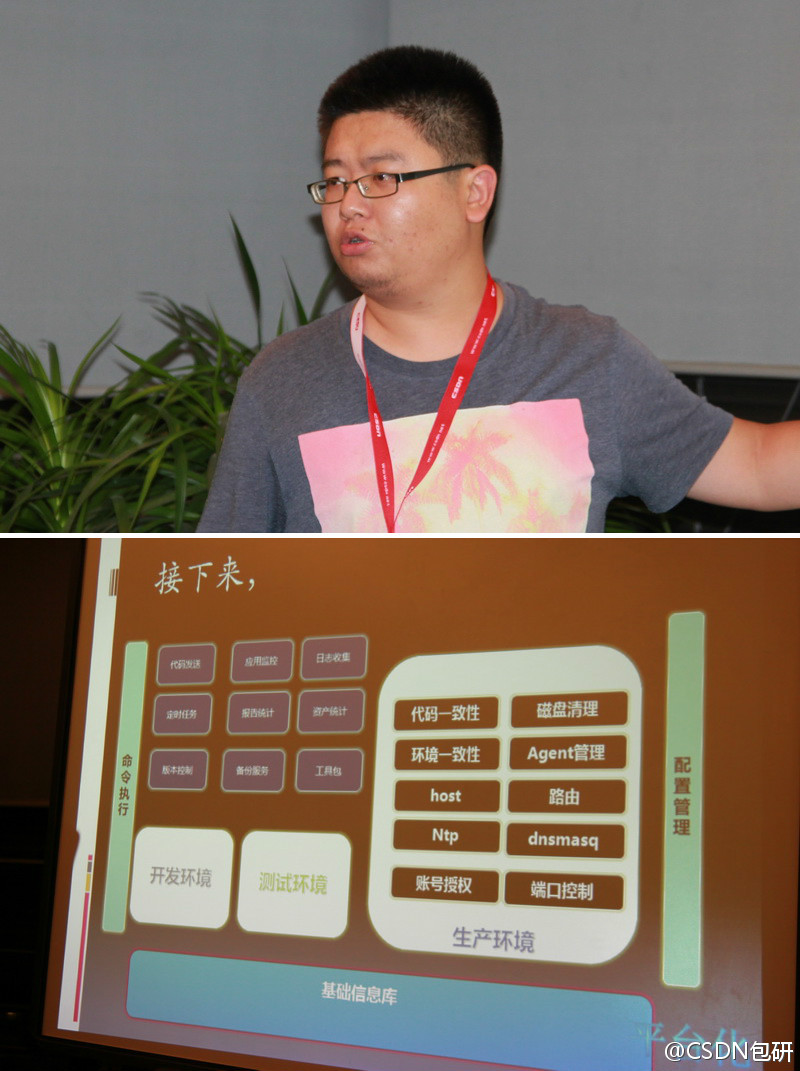 CSDN
接下来，
代码发送 应用监控 日志收集
定时任务 报告统计 资产统计
版本控制 备份服务 工具包
命令执行
开发环境
测试环境
代码一致性 磁盘清理
环境一致性 Agent管理
host 路由
Ntp dnsmasq
账号授权 端口控制
生产环境
配置管理
基础信息库
平台化
@CSDN包研